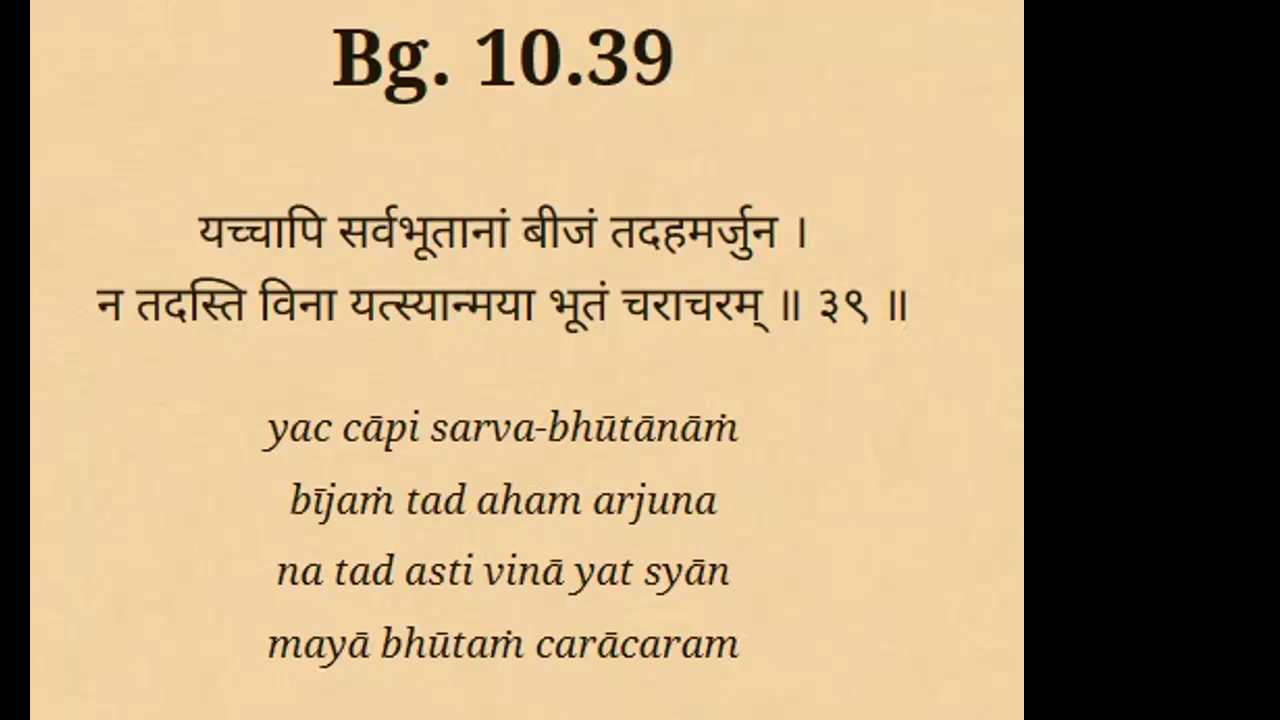 Bg. 10.39
यच्चापि सर्वभूतानां बीजं तदहमर्जुन ।
न तदस्ति विना यत्स्यान्मया भूतं चराचरम् ॥ ३९ ॥
yac cāpi sarva-bhūtānāṁ
bījaṁ tad aham arjuna
na tad asti vinā yat syān
mayā bhūtaṁ carācaram